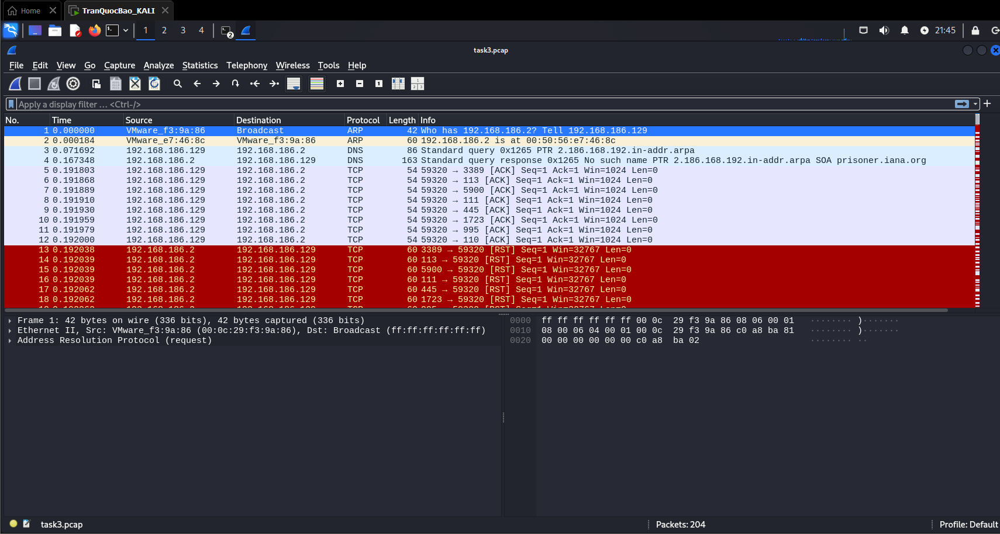 Home
TranQuocBao_KALI
1 2 3 4
2
21:45
task3.pcap
File Edit View Go Capture Analyze Statistics Telephony Wireless Tools Help
Apply a display filter … <Ctrl-/>
No. Time Source Destination Protocol Length Info
1 0.000000 VMware_f3:9a:86 Broadcast ARP 42 Who has 192.168.186.2? Tell 192.168.186.129
2 0.000184 VMware_e7:46:8c VMware_f3:9a:86 ARP 60 192.168.186.2 is at 00:50:56:e7:46:8c
3 0.071692 192.168.186.129 192.168.186.2 DNS 86 Standard query 0x1265 PTR 2.186.168.192.in-addr.arpa
4 0.167348 192.168.186.2 192.168.186.129 DNS 163 Standard query response 0x1265 No such name PTR 2.186.168.192.in-addr.arpa SOA prisoner.iana.org
5 0.191803 192.168.186.129 192.168.186.2 TCP 54 59320 → 3389 [ACK] Seq=1 Ack=1 Win=1024 Len=0
6 0.191868 192.168.186.129 192.168.186.2 TCP 54 59320 → 113 [ACK] Seq=1 Ack=1 Win=1024 Len=0
7 0.191889 192.168.186.129 192.168.186.2 TCP 54 59320 → 5900 [ACK] Seq=1 Ack=1 Win=1024 Len=0
8 0.191910 192.168.186.129 192.168.186.2 TCP 54 59320 → 111 [ACK] Seq=1 Ack=1 Win=1024 Len=0
9 0.191930 192.168.186.129 192.168.186.2 TCP 54 59320 → 445 [ACK] Seq=1 Ack=1 Win=1024 Len=0
10 0.191959 192.168.186.129 192.168.186.2 TCP 54 59320 → 1723 [ACK] Seq=1 Ack=1 Win=1024 Len=0
11 0.191979 192.168.186.129 192.168.186.2 TCP 54 59320 → 995 [ACK] Seq=1 Ack=1 Win=1024 Len=0
12 0.192000 192.168.186.129 192.168.186.2 TCP 54 59320 → 110 [ACK] Seq=1 Ack=1 Win=1024 Len=0
13 0.192038 192.168.186.2 192.168.186.129 TCP 60 3389 → 59320 [RST] Seq=1 Win=32767 Len=0
14 0.192039 192.168.186.2 192.168.186.129 TCP 60 113 → 59320 [RST] Seq=1 Win=32767 Len=0
15 0.192039 192.168.186.2 192.168.186.129 TCP 60 5900 → 59320 [RST] Seq=1 Win=32767 Len=0
16 0.192039 192.168.186.2 192.168.186.129 TCP 60 111 → 59320 [RST] Seq=1 Win=32767 Len=0
17 0.192062 192.168.186.2 192.168.186.129 TCP 60 445 → 59320 [RST] Seq=1 Win=32767 Len=0
18 0.192062 192.168.186.2 192.168.186.129 TCP 60 1723 → 59320 [RST] Seq=1 Win=32767 Len=0
Frame 1: 42 bytes on wire (336 bits), 42 bytes captured (336 bits)
Ethernet II, Src: VMware_f3:9a:86 (00:0c:29:f3:9a:86), Dst: Broadcast (ff:ff:ff:ff:ff:ff)
Address Resolution Protocol (request)
0000 ff ff ff ff ff ff 00 0c 29 f3 9a 86 08 06 00 01 ········ )·······
0010 08 00 06 04 00 01 00 0c 29 f3 9a 86 c0 a8 ba 81 ········ )·······
0020 00 00 00 00 00 00 c0 a8 ba 02 ········ ··
task3.pcap
Packets: 204
Profile: Default